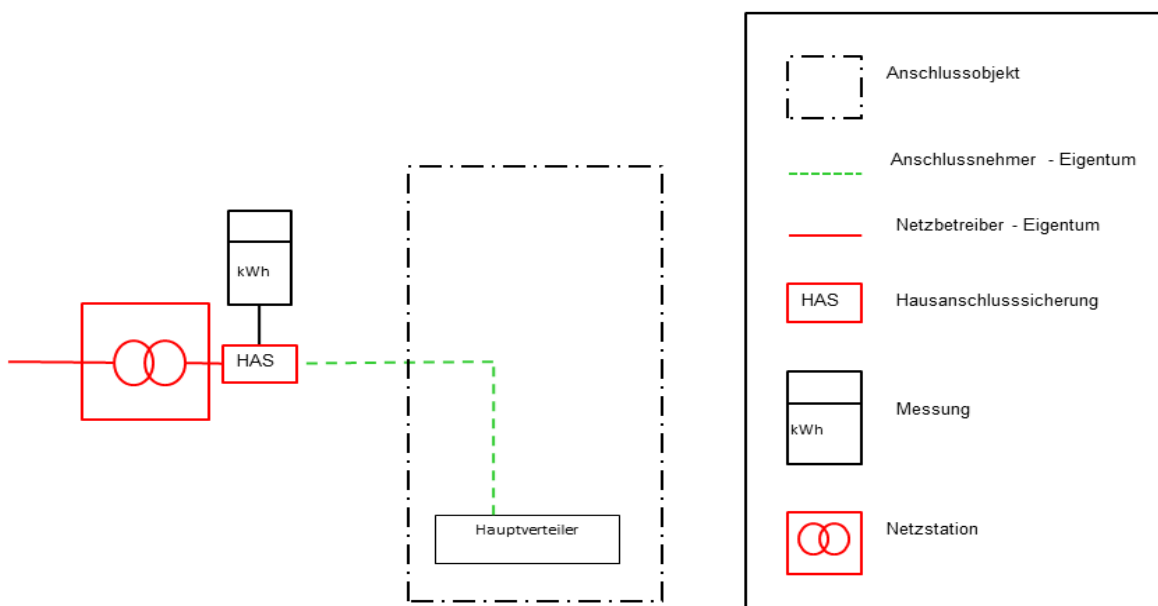 kWh
HAS
Hauptverteiler
Anschlussobjekt
Anschlussnehmer - Eigentum
Netzbetreiber - Eigentum
HAS Hausanschlusssicherung
Messung
kWh
Netzstation